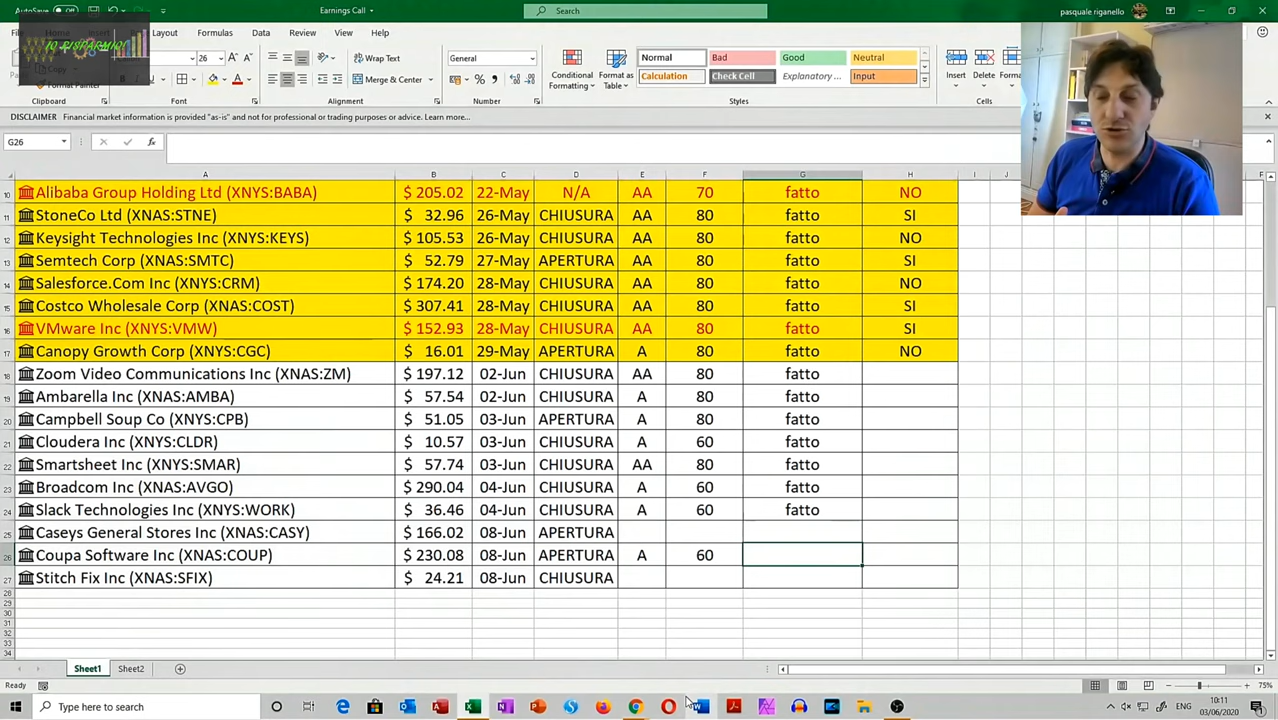 AutoSave Off
Earnings Call
Search
pasquale riganello
IO RISPARMIO
Home
Insert
Layout
Formulas
Data
Review
View
Help
26
Wrap Text
General
Normal
Bad
Good
Neutral
Copy
Merge & Center
Conditional Formatting
Format as Table
Calculation
Check Cell
Explanatory ...
Input
Insert
Delete
Format Painter
Clipboard
Font
Alignment
Number
Styles
Cells
DISCLAIMER Financial market information is provided "as-is" and not for professional or trading purposes or advice. Learn more...
G26
fx
A B C D E F G H I J
10 Alibaba Group Holding Ltd (XNYS:BABA) $ 205.02 22-May N/A AA 70 fatto NO
11 StoneCo Ltd (XNAS:STNE) $ 32.96 26-May CHIUSURA AA 80 fatto SI
12 Keysight Technologies Inc (XNYS:KEYS) $ 105.53 26-May CHIUSURA AA 80 fatto NO
13 Semtech Corp (XNAS:SMTC) $ 52.79 27-May APERTURA AA 80 fatto SI
14 Salesforce.Com Inc (XNYS:CRM) $ 174.20 28-May CHIUSURA AA 80 fatto NO
15 Costco Wholesale Corp (XNAS:COST) $ 307.41 28-May CHIUSURA AA 80 fatto SI
16 VMware Inc (XNYS:VMW) $ 152.93 28-May CHIUSURA AA 80 fatto SI
17 Canopy Growth Corp (XNYS:CGC) $ 16.01 29-May APERTURA A 80 fatto NO
18 Zoom Video Communications Inc (XNAS:ZM) $ 197.12 02-Jun CHIUSURA AA 80 fatto
19 Ambarella Inc (XNAS:AMBA) $ 57.54 02-Jun CHIUSURA A 80 fatto
20 Campbell Soup Co (XNYS:CPB) $ 51.05 03-Jun APERTURA A 80 fatto
21 Cloudera Inc (XNYS:CLDR) $ 10.57 03-Jun CHIUSURA A 60 fatto
22 Smartsheet Inc (XNYS:SMAR) $ 57.74 03-Jun CHIUSURA AA 80 fatto
23 Broadcom Inc (XNAS:AVGO) $ 290.04 04-Jun CHIUSURA A 60 fatto
24 Slack Technologies Inc (XNYS:WORK) $ 36.46 04-Jun CHIUSURA A 60 fatto
25 Caseys General Stores Inc (XNAS:CASY) $ 166.02 08-Jun APERTURA
26 Coupa Software Inc (XNAS:COUP) $ 230.08 08-Jun APERTURA A 60
27 Stitch Fix Inc (XNAS:SFIX) $ 24.21 08-Jun CHIUSURA
28
29
30
31
32
33
34
Sheet1 Sheet2
Ready
75%
Type here to search
ENG
10:11
03/06/2020